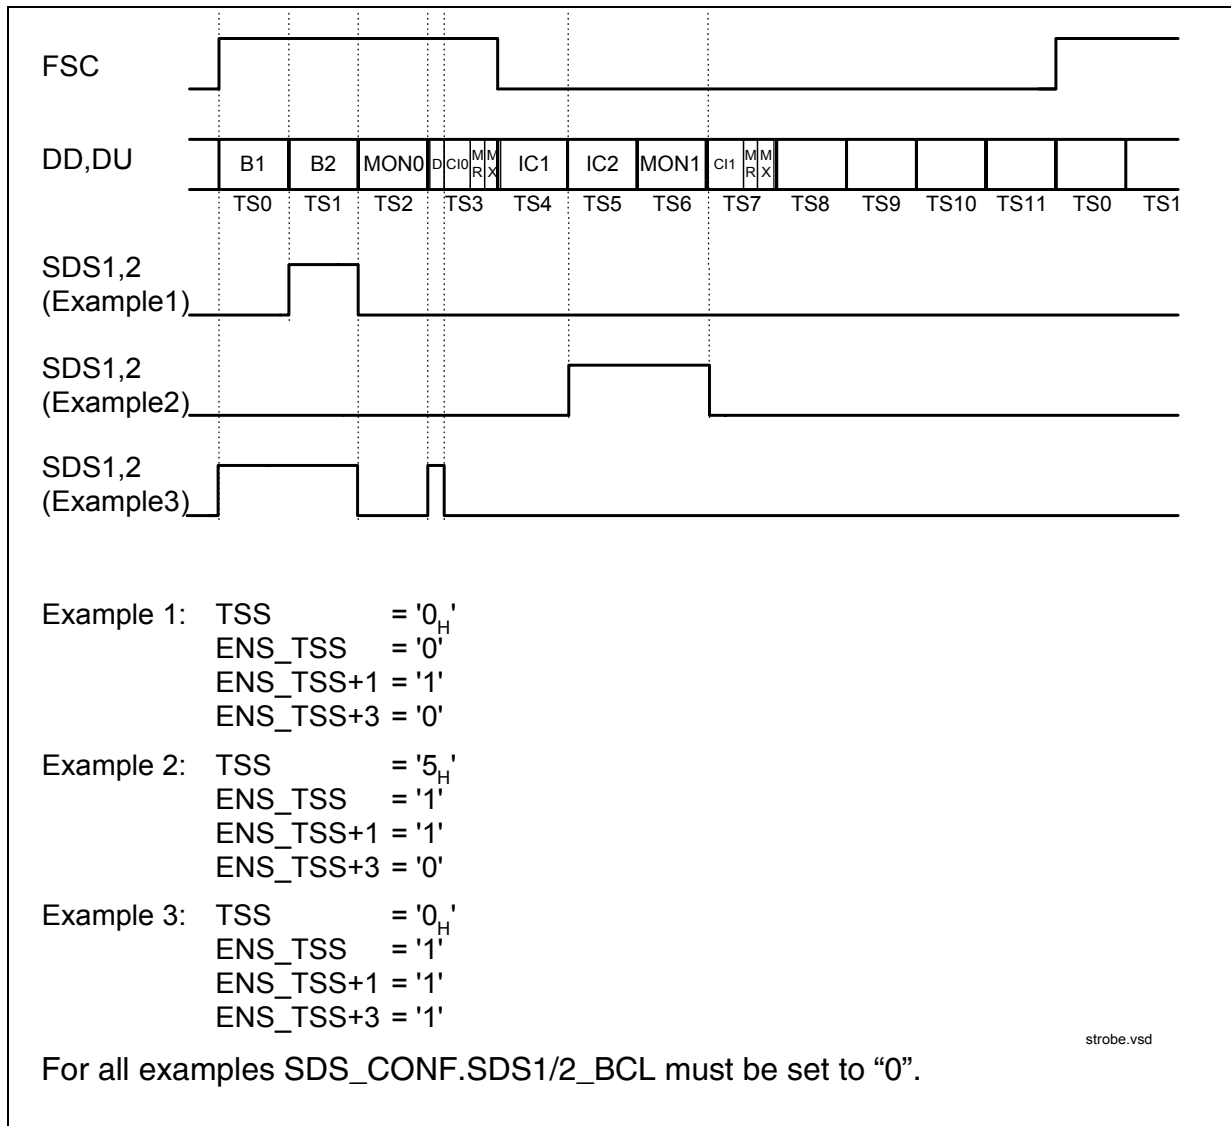 FSC
DD,DU B1 B2 MON0 D CI0 MR MX IC1 IC2 MON1 CI1 MR MX
TS0 TS1 TS2 TS3 TS4 TS5 TS6 TS7 TS8 TS9 TS10 TS11 TS0 TS1
SDS1,2
(Example1)
SDS1,2
(Example2)
SDS1,2
(Example3)
Example 1: TSS = '0H'
ENS_TSS = '0'
ENS_TSS+1 = '1'
ENS_TSS+3 = '0'
Example 2: TSS = '5H'
ENS_TSS = '1'
ENS_TSS+1 = '1'
ENS_TSS+3 = '0'
Example 3: TSS = '0H'
ENS_TSS = '1'
ENS_TSS+1 = '1'
ENS_TSS+3 = '1'
strobe.vsd
For all examples SDS_CONF.SDS1/2_BCL must be set to “0”.